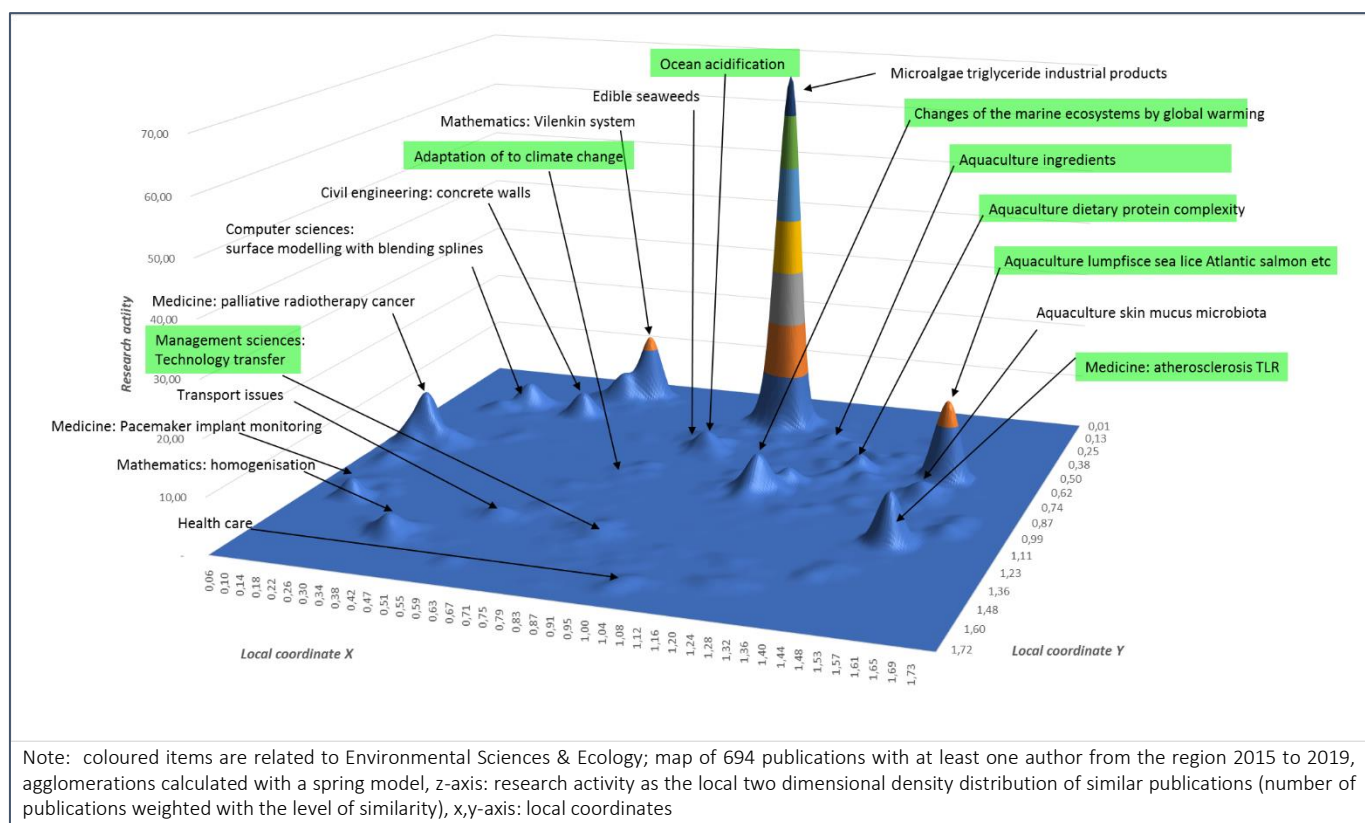 Ocean acidification
Microalgae triglyceride industrial products
Edible seaweeds
Changes of the marine ecosystems by global warming
Mathematics: Vilenkin system
Adaptation of to climate change
Aquaculture ingredients
Civil engineering: concrete walls
Aquaculture dietary protein complexity
Computer sciences:
surface modelling with blending splines
Aquaculture lumpfisce sea lice Atlantic salmon etc
Medicine: palliative radiotherapy cancer
Aquaculture skin mucus microbiota
Management sciences:
Technology transfer
Medicine: atherosclerosis TLR
Transport issues
Medicine: Pacemaker implant monitoring
Mathematics: homogenisation
Health care
Research actiity
70,00
60,00
50,00
40,00
30,00
20,00
10,00
-
0,06
0,10
0,14
0,18
0,22
0,26
0,30
0,34
0,38
0,42
0,47
0,51
0,55
0,59
0,63
0,67
0,71
0,75
0,79
0,83
0,87
0,91
0,95
1,00
1,04
1,08
1,12
1,16
1,20
1,24
1,28
1,32
1,36
1,40
1,44
1,48
1,53
1,57
1,61
1,65
1,69
1,73
Local coordinate X
0,01
0,13
0,25
0,38
0,50
0,62
0,74
0,87
0,99
1,11
1,23
1,36
1,48
1,60
1,72
Local coordinate Y
Note: coloured items are related to Environmental Sciences & Ecology; map of 694 publications with at least one author from the region 2015 to 2019,
agglomerations calculated with a spring model, z-axis: research activity as the local two dimensional density distribution of similar publications (number of
publications weighted with the level of similarity), x,y-axis: local coordinates